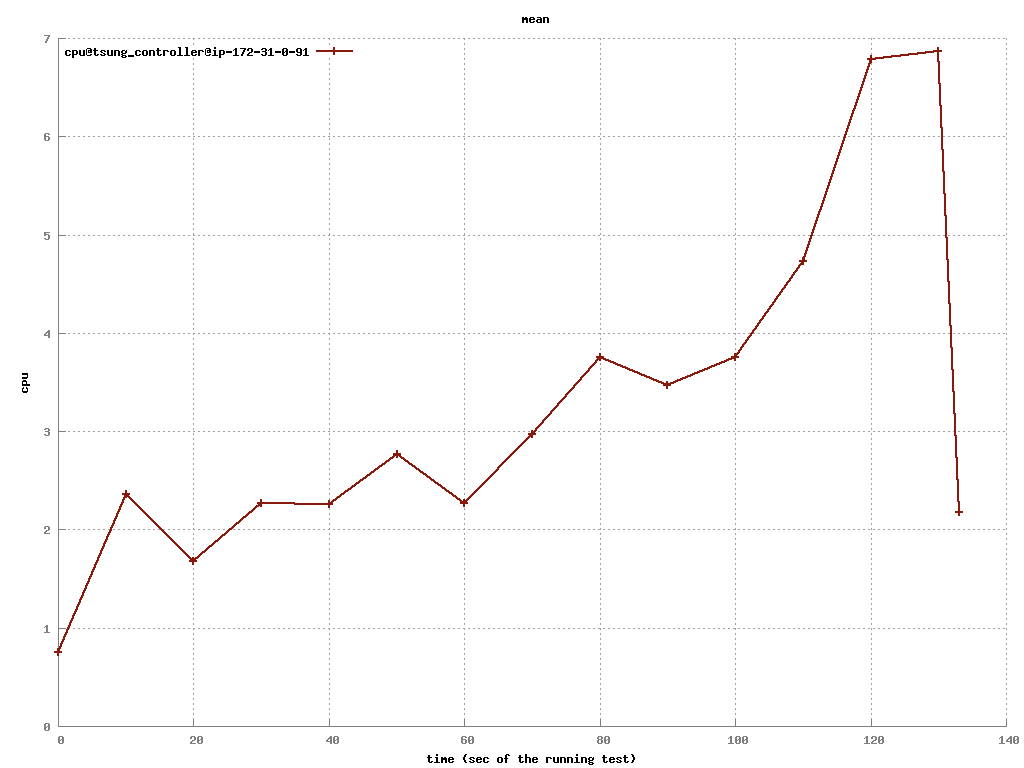 mean
7
cpu@tsung_controller@ip-172-31-0-91
6
5
4
cpu
3
2
1
0
0 20 40 60 80 100 120 140
time (sec of the running test)